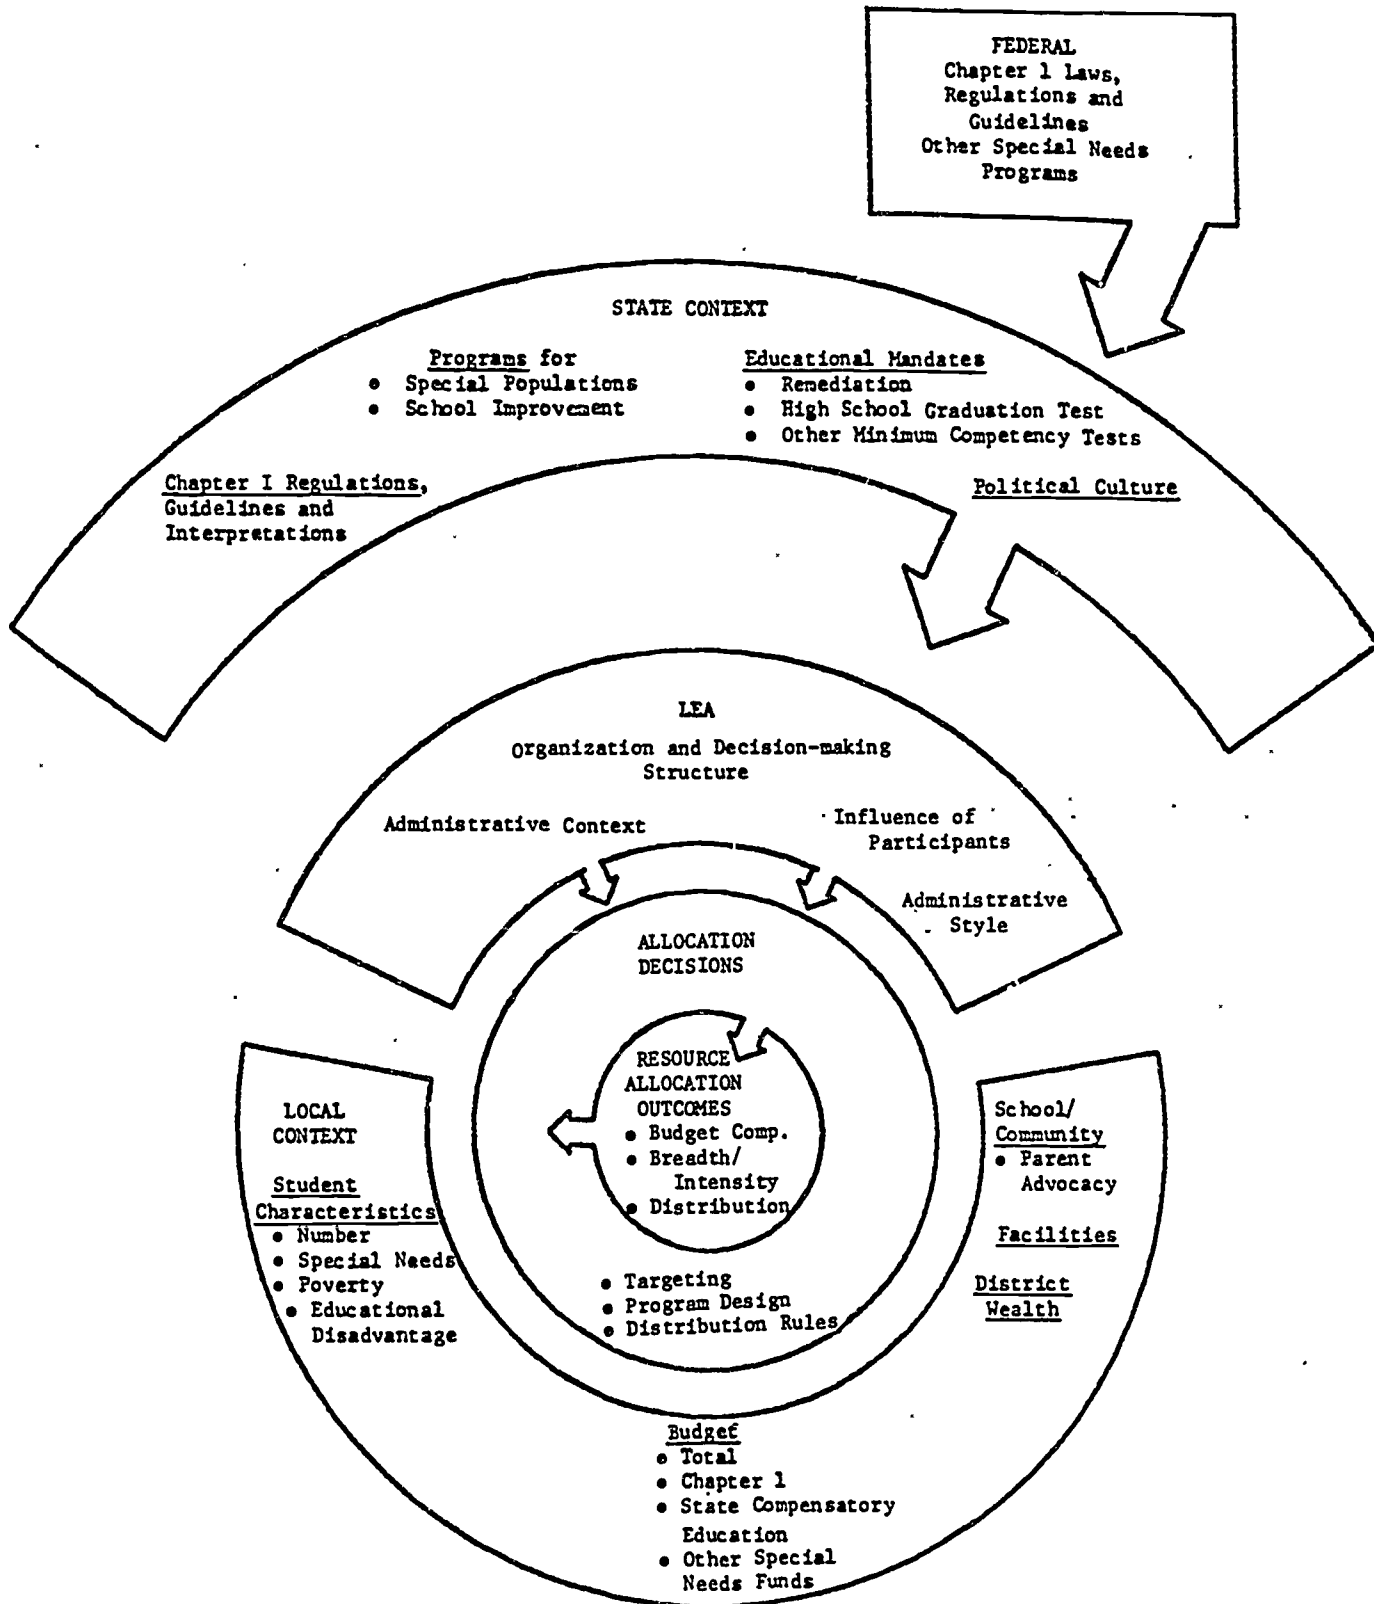 FEDERAL
Chapter 1 Laws,
Regulations and
Guidelines
Other Special Needs
Programs
STATE CONTEXT
Programs for
• Special Populations
• School Improvement
Educational Mandates
• Remediation
• High School Graduation Test
• Other Minimum Competency Tests
Chapter I Regulations,
Guidelines and
Interpretations
Political Culture
LEA
Organization and Decision-making
Structure
Administrative Context
Influence of
Participants
Administrative
Style
ALLOCATION
DECISIONS
RESOURCE
ALLOCATION
OUTCOMES
• Budget Comp.
• Breadth/
Intensity
• Distribution
• Targeting
• Program Design
• Distribution Rules
LOCAL
CONTEXT
Student
Characteristics
• Number
• Special Needs
• Poverty
• Educational
Disadvantage
School/
Community
• Parent
Advocacy
Facilities
District
Wealth
Budget
• Total
• Chapter 1
• State Compensatory
Education
• Other Special
Needs Funds